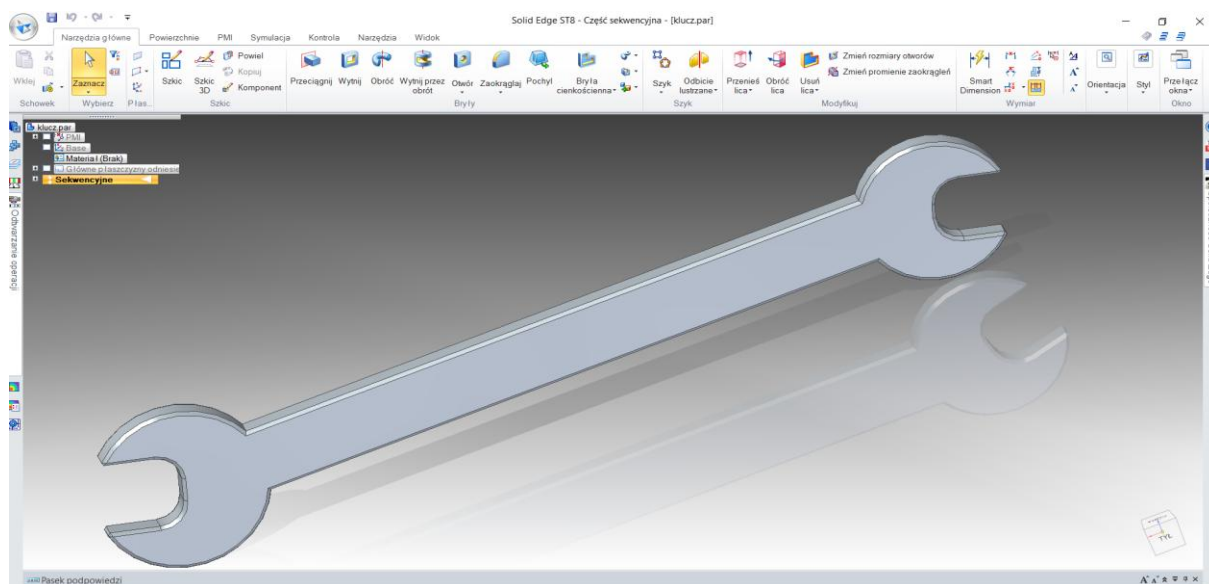 Solid Edge ST8 - Część sekwencyjna - [klucz.par]
Narzędzia główne Powierzchnie PMI Symulacja Kontrola Narzędzia Widok
Wklej
Zaznacz
Szkic
Szkic 3D
Powiel
Kopiuj
Komponent
Przeciągnij
Wytnij
Obróć
Wytnij przez obrót
Otwór
Zaokrąglaj
Pochyl
Bryła cienkościenna
Szyk
Odbicie lustrzane
Przenieś lica
Obróć lica
Usuń lica
Zmień rozmiary otworów
Zmień promienie zaokrągleń
Smart Dimension
Orientacja
Styl
Przełącz okna
Schowek Wybierz Płas... Szkic Bryły Szyk Modyfikuj Wymiar Okno
klucz.par
PMI
Base
Materiał (Brak)
Główne płaszczyzny odniesie
Sekwencyjne
Odtwarzanie operacji
TYŁ
Pasek podpowiedzi